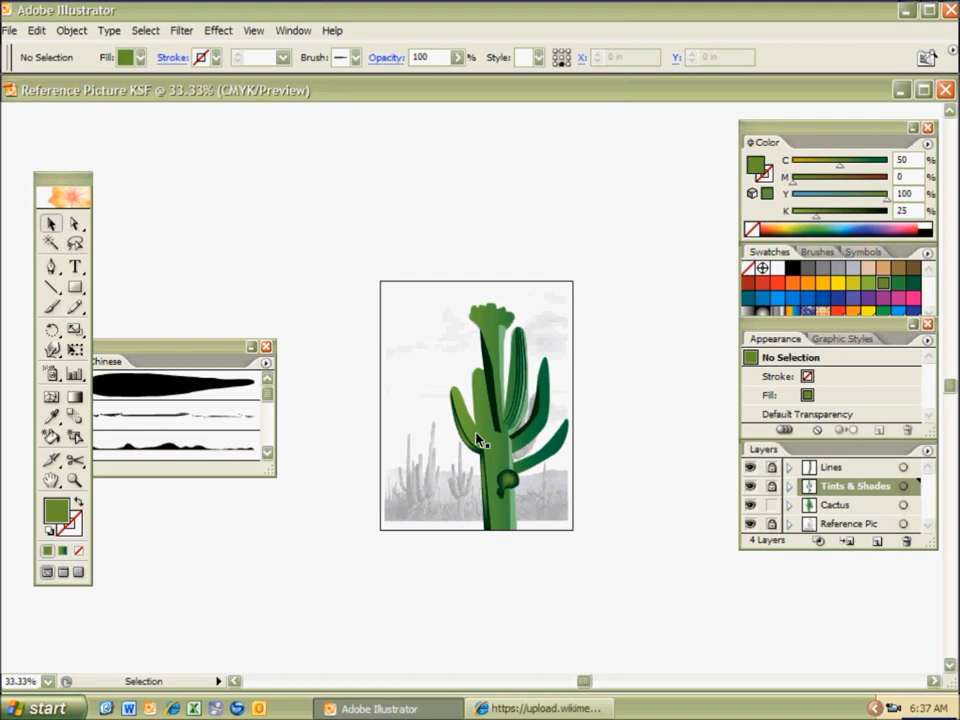 Adobe Illustrator
File Edit Object Type Select Filter Effect View Window Help
No Selection Fill: Stroke: Brush: Opacity: 100 % Style: X: 0 in Y: 0 in
Reference Picture KSF @ 33.33% (CMYK/Preview)
Color
C 50 %
M 0 %
Y 100 %
K 25 %
Swatches Brushes Symbols
T
Appearance Graphic Styles
No Selection
Stroke:
Fill:
Default Transparency
Chinese
Layers
Lines
Tints & Shades
Cactus
Reference Pic
4 Layers
33.33% Selection
start Adobe Illustrator https://upload.wikime... 6:37 AM